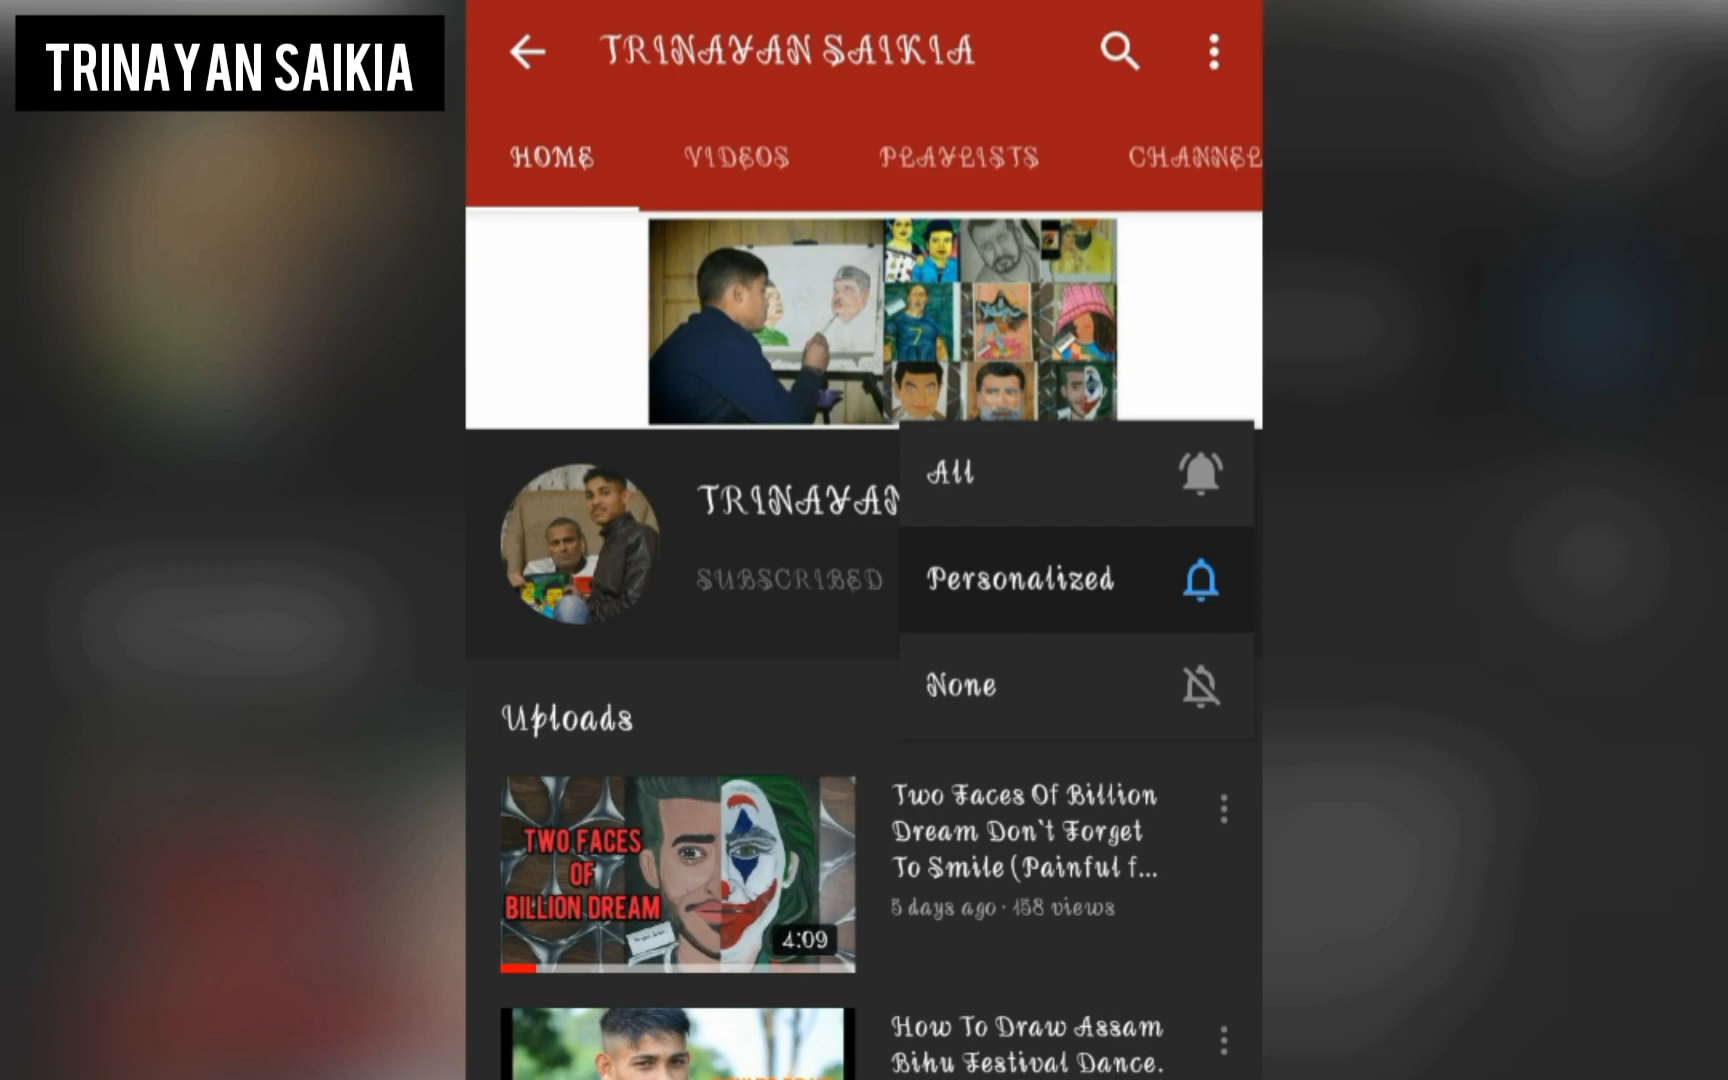 TRINAYAN SAIKIA
TRINAYAN SAIKIA
HOME VIDEOS PLAYLISTS CHANNEL
All
TRINAYAN
Personalized
SUBSCRIBED
None
Uploads
TWO FACES
OF
BILLION DREAM
4:09
Two Faces Of Billion
Dream Don`t Forget
To Smile (Painful f...
5 days ago · 158 views
How To Draw Assam
Bihu Festival Dance.